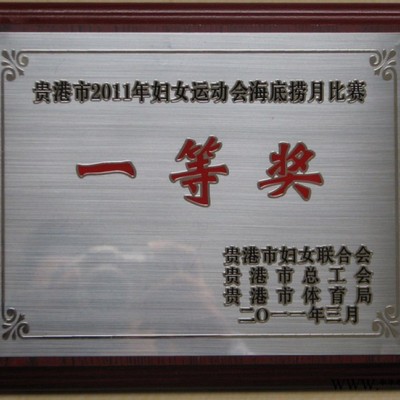 贵港市2011年妇女运动会海底捞月比赛
一等奖
贵港市妇女联合会
贵港市总工会
贵港市体育局
二〇一一年三月